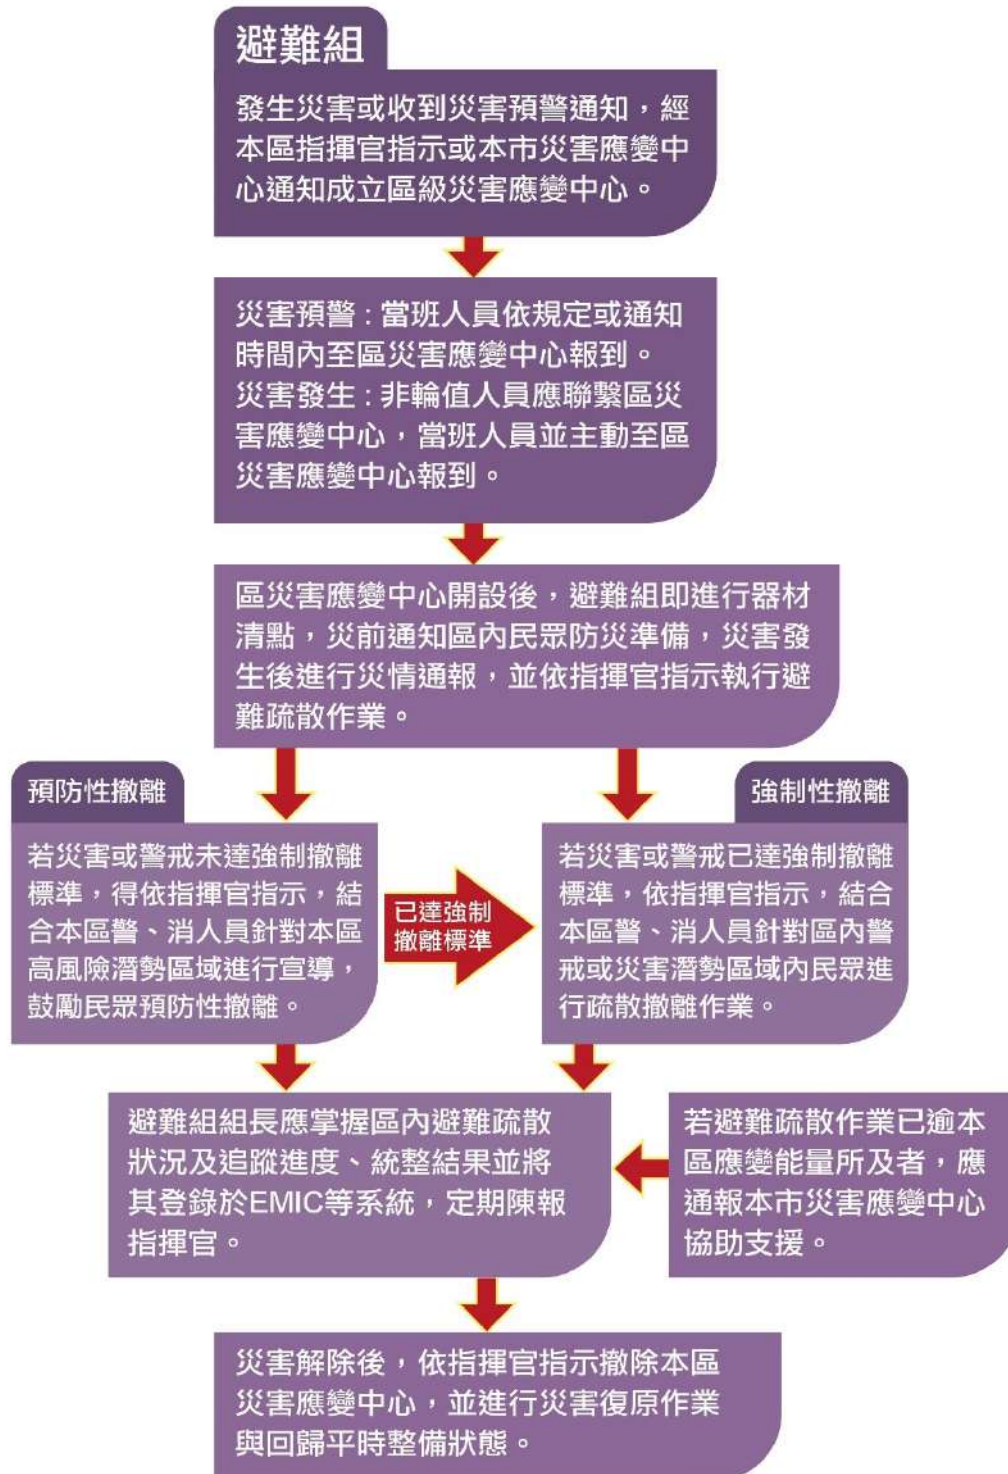 避難組
發生災害或收到災害預警通知，經
本區指揮官指示或本市災害應變中
心通知成立區級災害應變中心。
災害預警：當班人員依規定或通知
時間內至區災害應變中心報到。
災害發生：非輪值人員應聯繫區災
害應變中心，當班人員並主動至區
災害應變中心報到。
區災害應變中心開設後，避難組即進行器材
清點，災前通知區內民眾防災準備，災害發
生後進行災情通報，並依指揮官指示執行避
難疏散作業。
預防性撤離
若災害或警戒未達強制撤離
標準，得依指揮官指示，結
合本區警、消人員針對本區
高風險潛勢區域進行宣導，
鼓勵民眾預防性撤離。
已達強制
撤離標準
強制性撤離
若災害或警戒已達強制撤離
標準，依指揮官指示，結合
本區警、消人員針對區內警
戒或災害潛勢區域內民眾進
行疏散撤離作業。
避難組組長應掌握區內避難疏散
狀況及追蹤進度、統整結果並將
其登錄於EMIC等系統，定期陳報
指揮官。
若避難疏散作業已逾本
區應變能量所及者，應
通報本市災害應變中心
協助支援。
災害解除後，依指揮官指示撤除本區
災害應變中心，並進行災害復原作業
與回歸平時整備狀態。